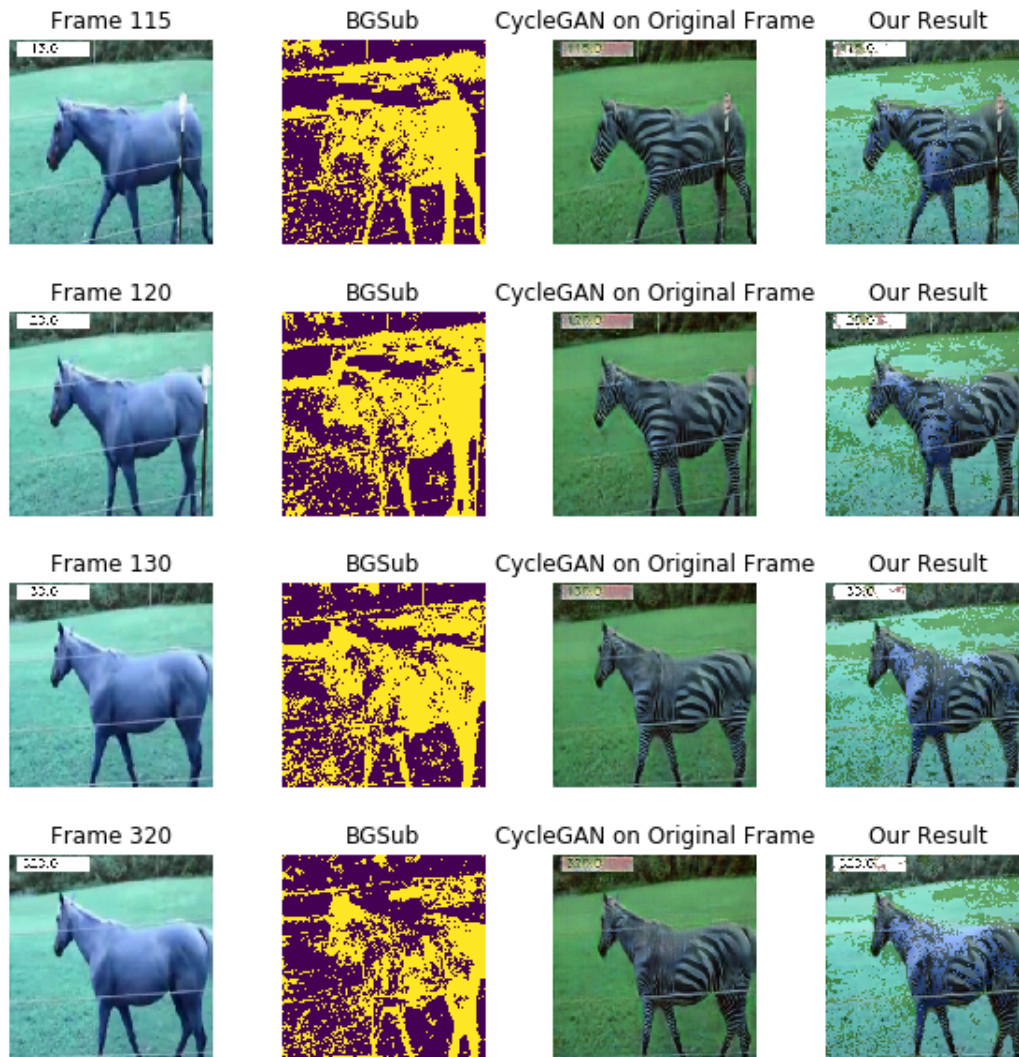 Frame 115 BGSub CycleGAN on Original Frame Our Result
Frame 120 BGSub CycleGAN on Original Frame Our Result
Frame 130 BGSub CycleGAN on Original Frame Our Result
Frame 320 BGSub CycleGAN on Original Frame Our Result